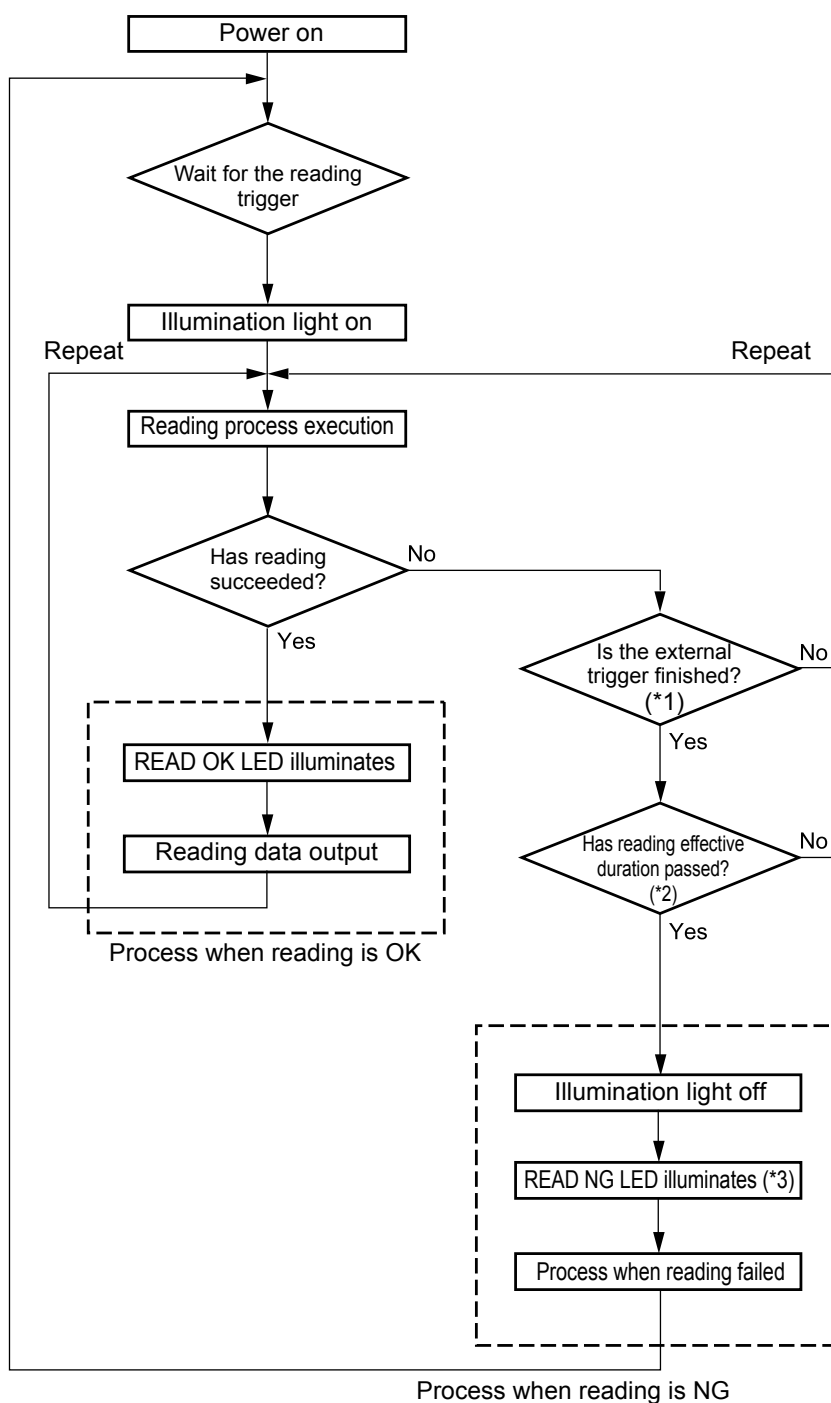 Power on
Wait for the reading
trigger
Illumination light on
Repeat
Repeat
Reading process execution
Has reading
succeeded?
No
Yes
Is the external
trigger finished?
(*1)
No
Yes
READ OK LED illuminates
Reading data output
Process when reading is OK
Has reading effective
duration passed?
(*2)
No
Yes
Illumination light off
READ NG LED illuminates (*3)
Process when reading failed
Process when reading is NG